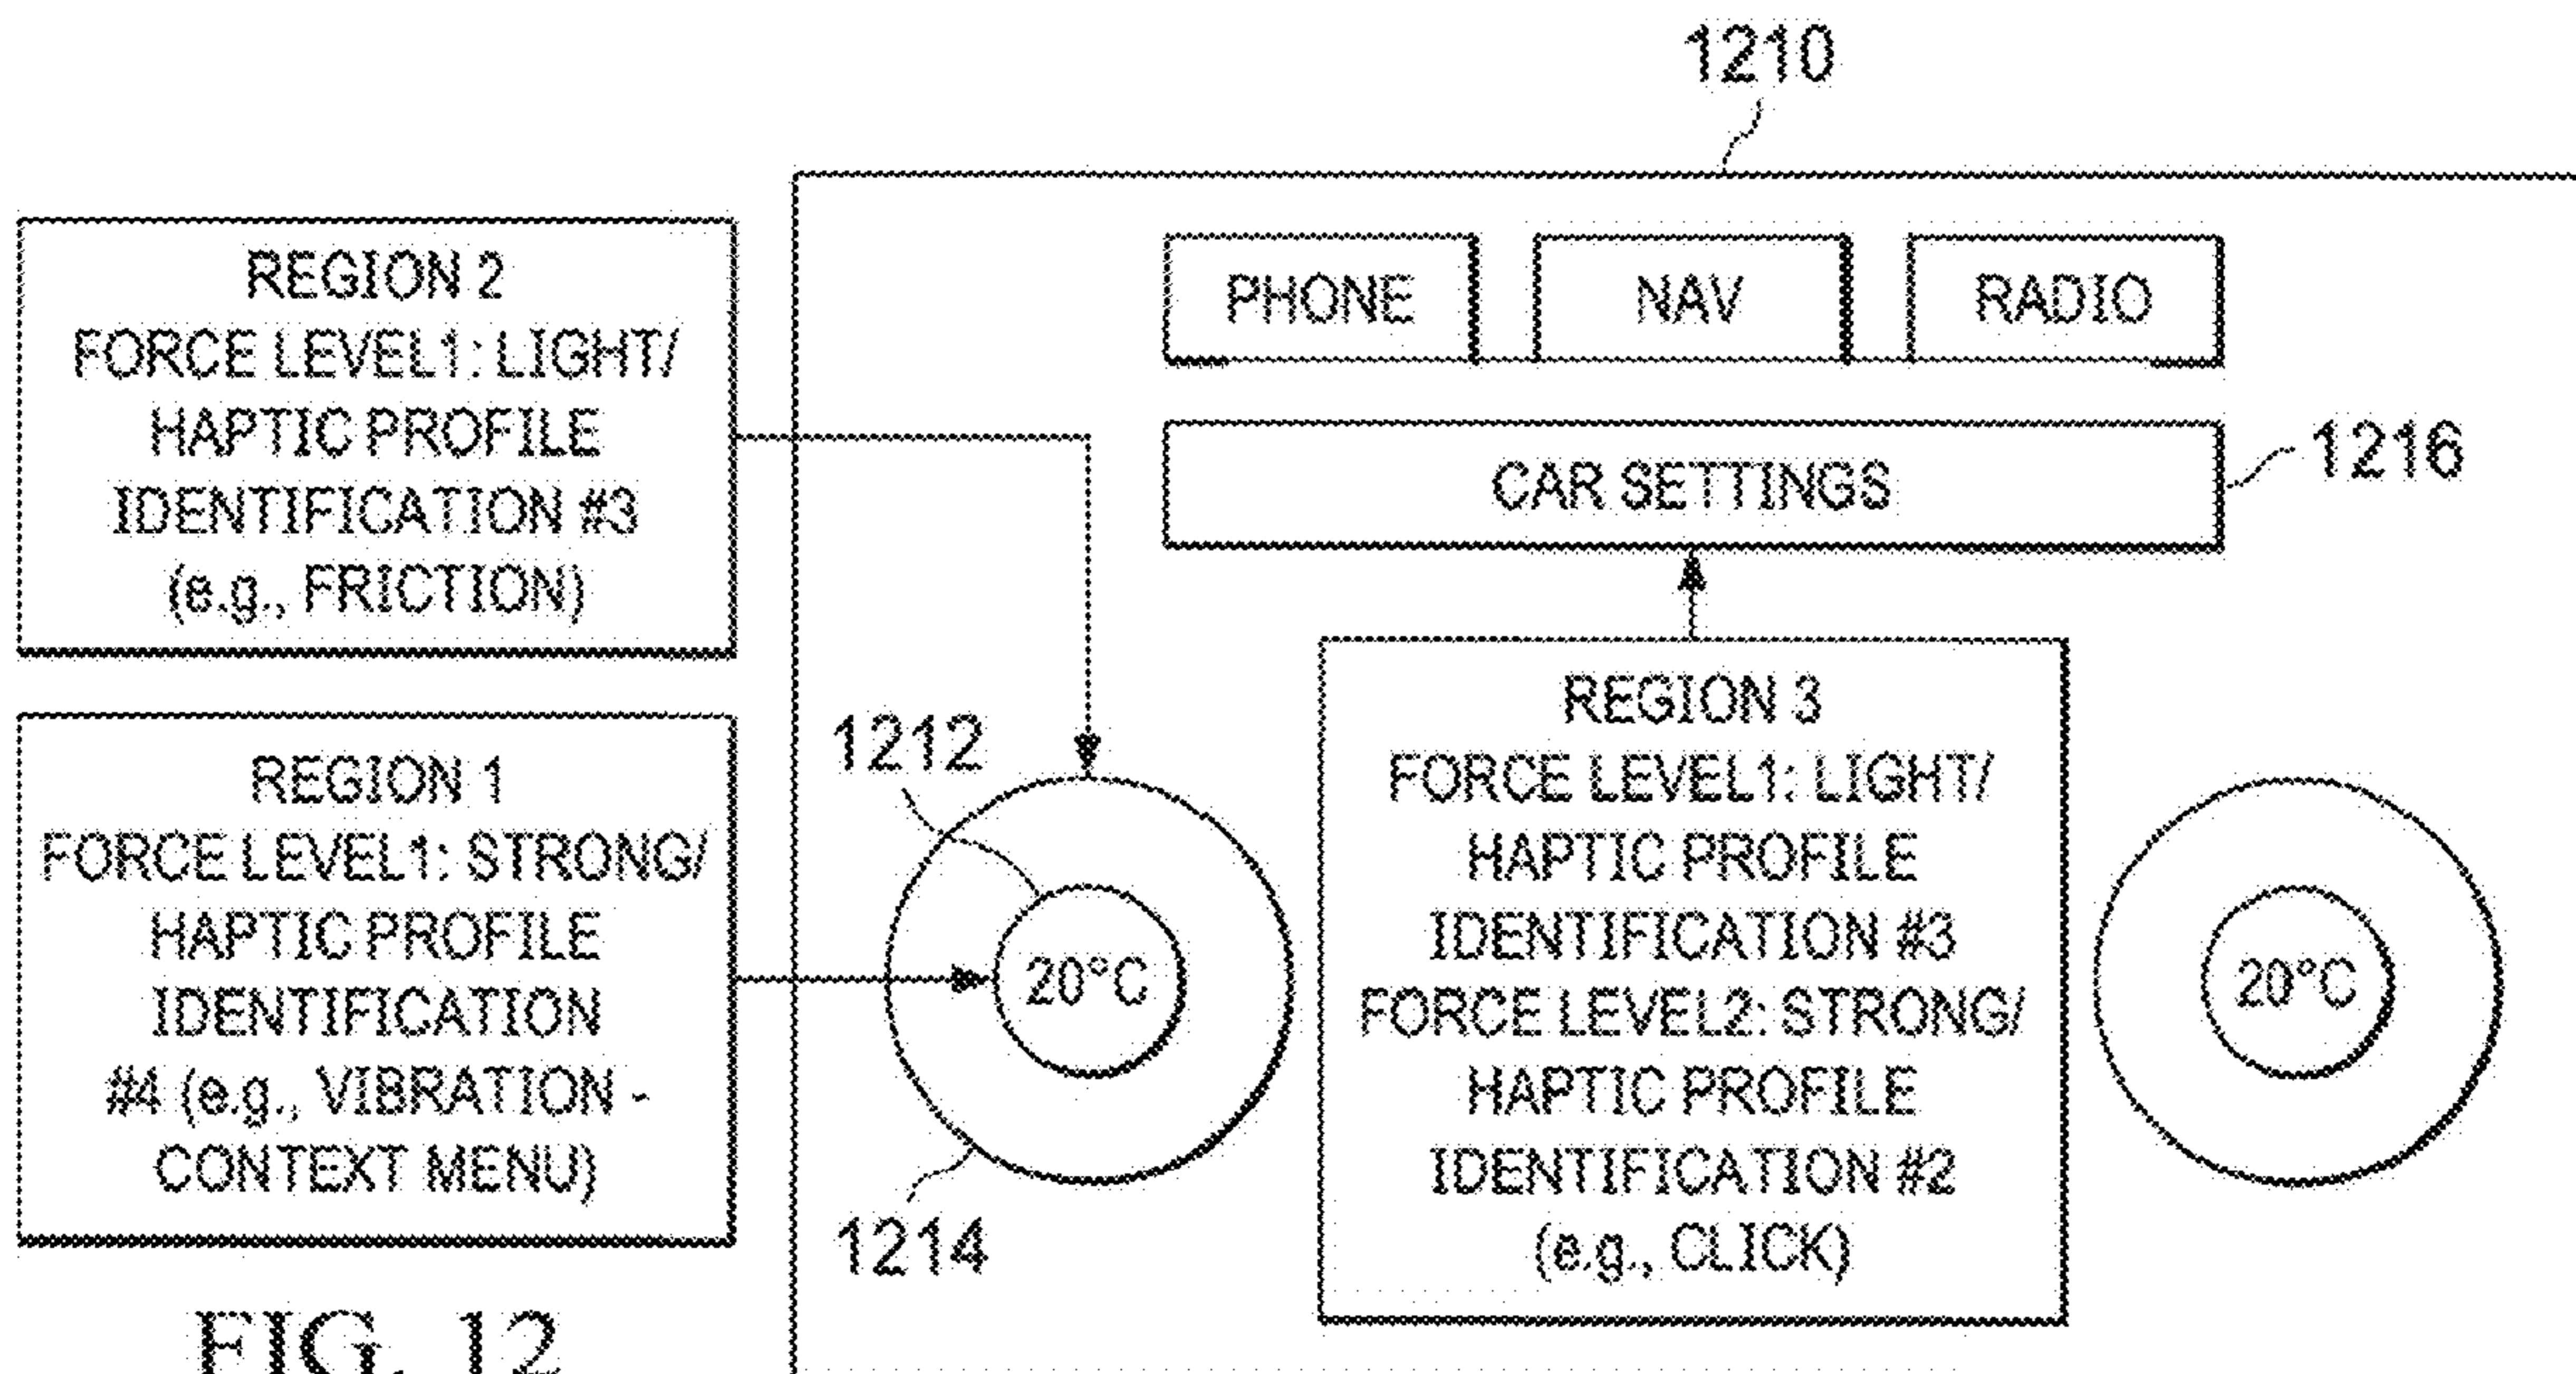 1210
REGION 2
FORCE LEVEL1: LIGHT/
HAPTIC PROFILE
IDENTIFICATION #3
(e.g., FRICTION)
PHONE
NAV
RADIO
CAR SETTINGS
1216
REGION 1
FORCE LEVEL1: STRONG/
HAPTIC PROFILE
IDENTIFICATION
#4 (e.g., VIBRATION -
CONTEXT MENU)
1212
20°C
1214
REGION 3
FORCE LEVEL1: LIGHT/
HAPTIC PROFILE
IDENTIFICATION #3
FORCE LEVEL2: STRONG/
HAPTIC PROFILE
IDENTIFICATION #2
(e.g., CLICK)
20°C
FIG. 12